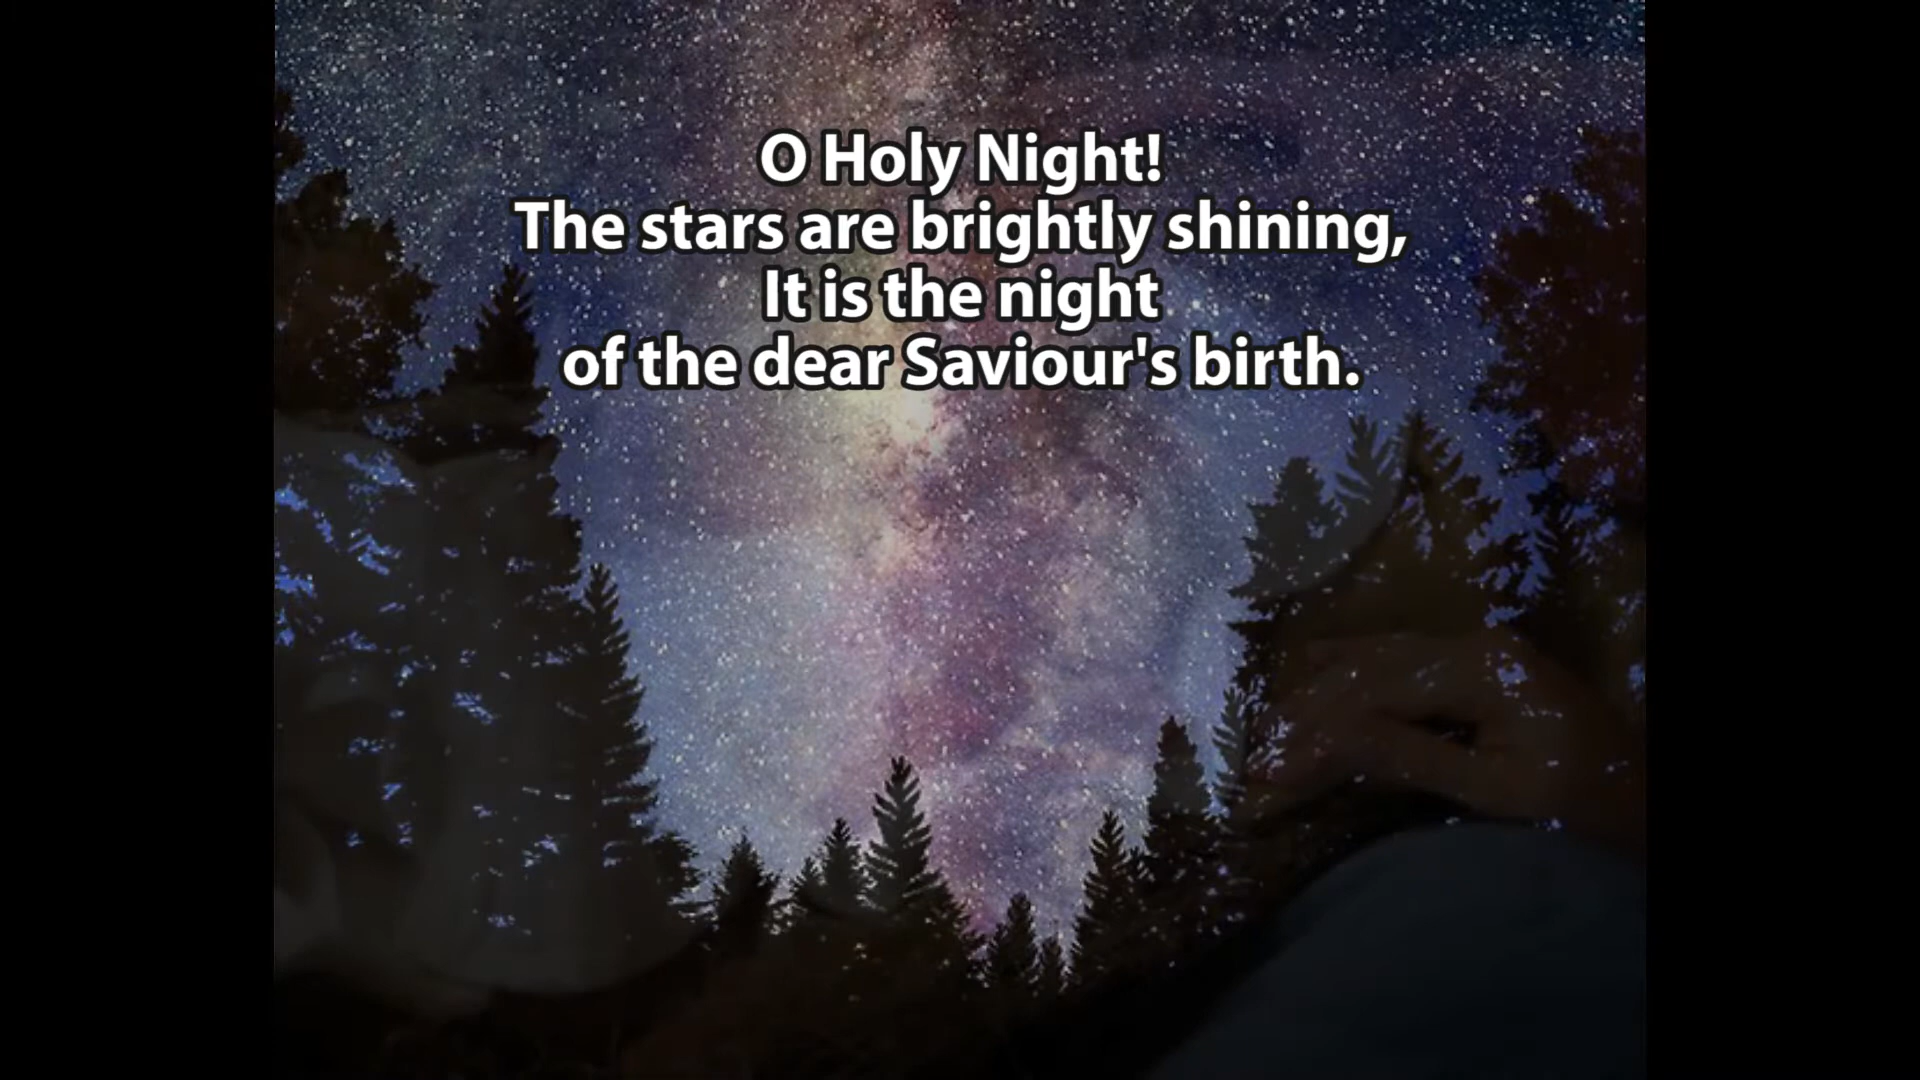 O Holy Night!
The stars are brightly shining,
It is the night
of the dear Saviour's birth.